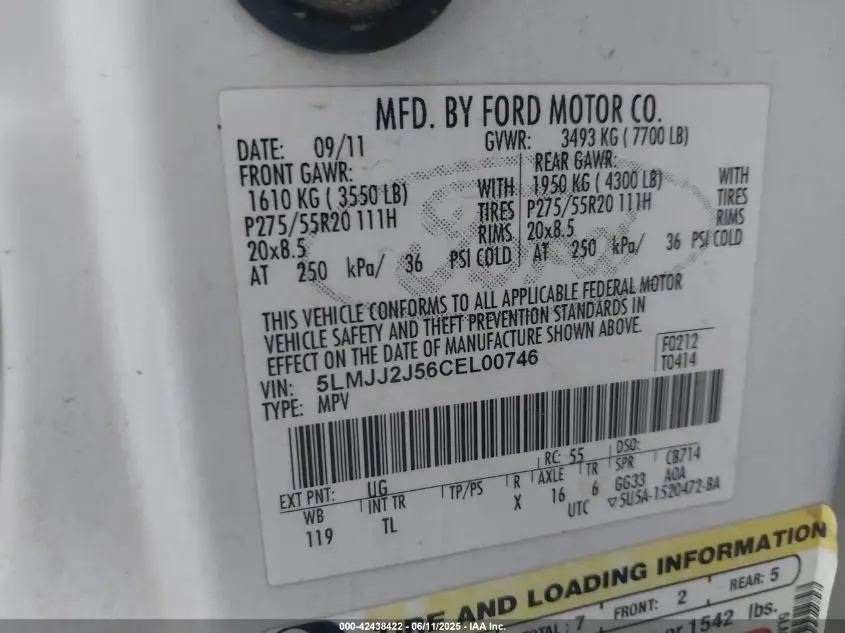 MFD. BY FORD MOTOR CO.
DATE: 09/11 GVWR: 3493 KG ( 7700 LB)
FRONT GAWR: REAR GAWR:
1610 KG ( 3550 LB) WITH 1950 KG ( 4300 LB) WITH
P275/55R20 111H TIRES P275/55R20 111H TIRES
20x8.5 RIMS 20x8.5 RIMS
AT 250 kPa/ 36 PSI COLD AT 250 kPa/ 36 PSI COLD
THIS VEHICLE CONFORMS TO ALL APPLICABLE FEDERAL MOTOR
VEHICLE SAFETY AND THEFT PREVENTION STANDARDS IN
EFFECT ON THE DATE OF MANUFACTURE SHOWN ABOVE.
VIN: 5LMJJ2J56CEL00746 F0212
TYPE: MPV T0414
RC: 55 DSO:
EXT PNT: UG AXLE TR SPR CB714
WB INT TR TP/PS R X 16 6 GG33 AOA
119 TL UTC ▽5U5A-1520472-BA
E AND LOADING INFORMATION
TOTAL : 7 FRONT: 2 REAR: 5
or 1542 lbs.
000-42438422 - 06/11/2025 - IAA Inc.